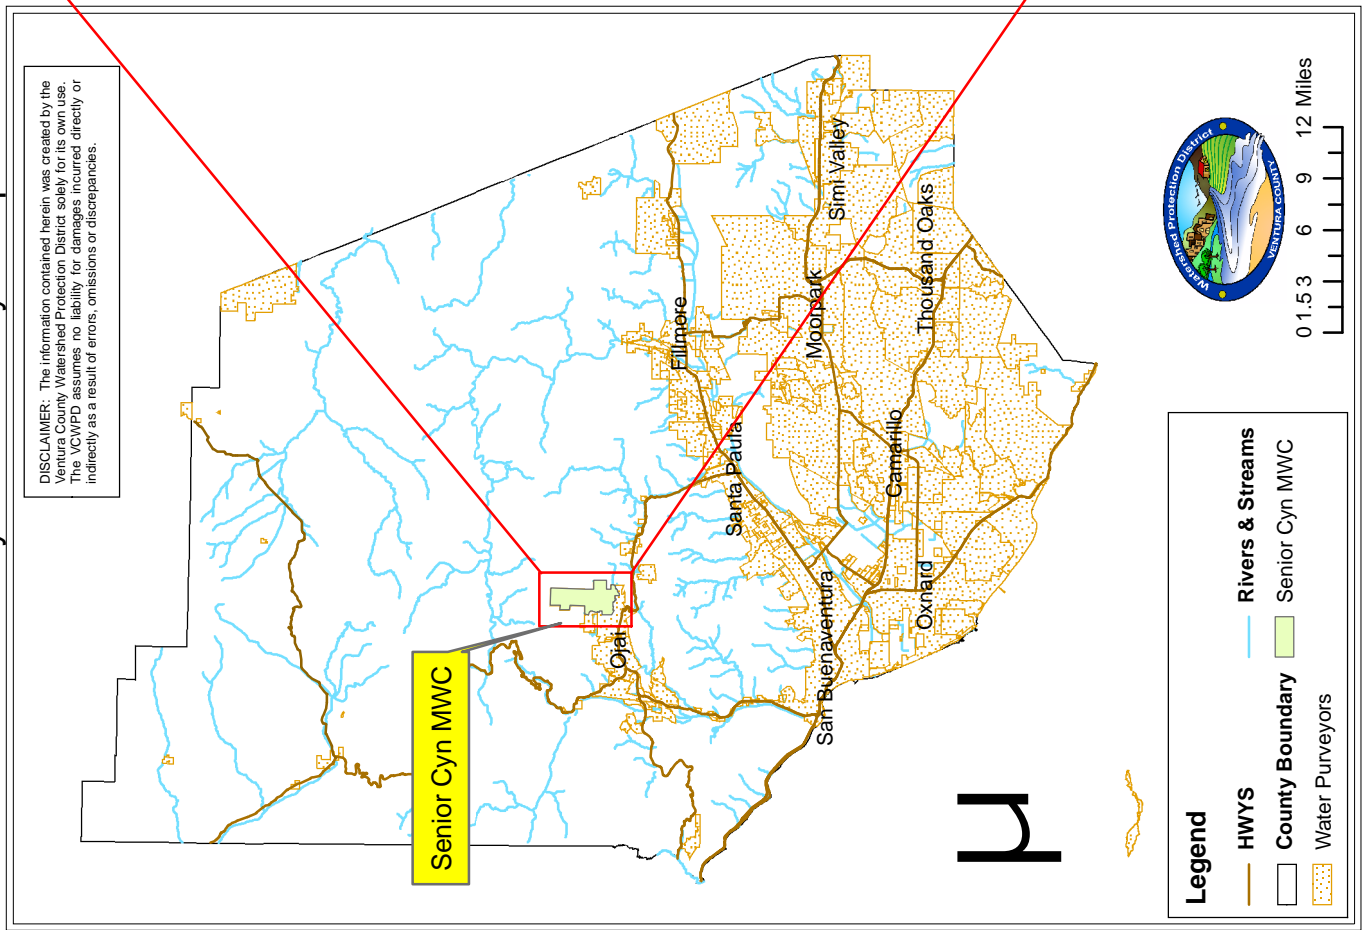 DISCLAIMER: The information contained herein was created by the
Ventura County Watershed Protection District solely for its own use.
The VCWPD assumes no liability for damages incurred directly or
indirectly as a result of errors, omissions or discrepancies.
Senior Cyn MWC
Ojai
Fillmore
Santa Paula
San Buenaventura
Moorpark
Simi Valley
Camarillo
Thousand Oaks
Oxnard
µ
Watershed Protection District
VENTURA COUNTY
0 1.5 3 6 9 12 Miles
Legend
HWYS
Rivers & Streams
County Boundary
Senior Cyn MWC
Water Purveyors